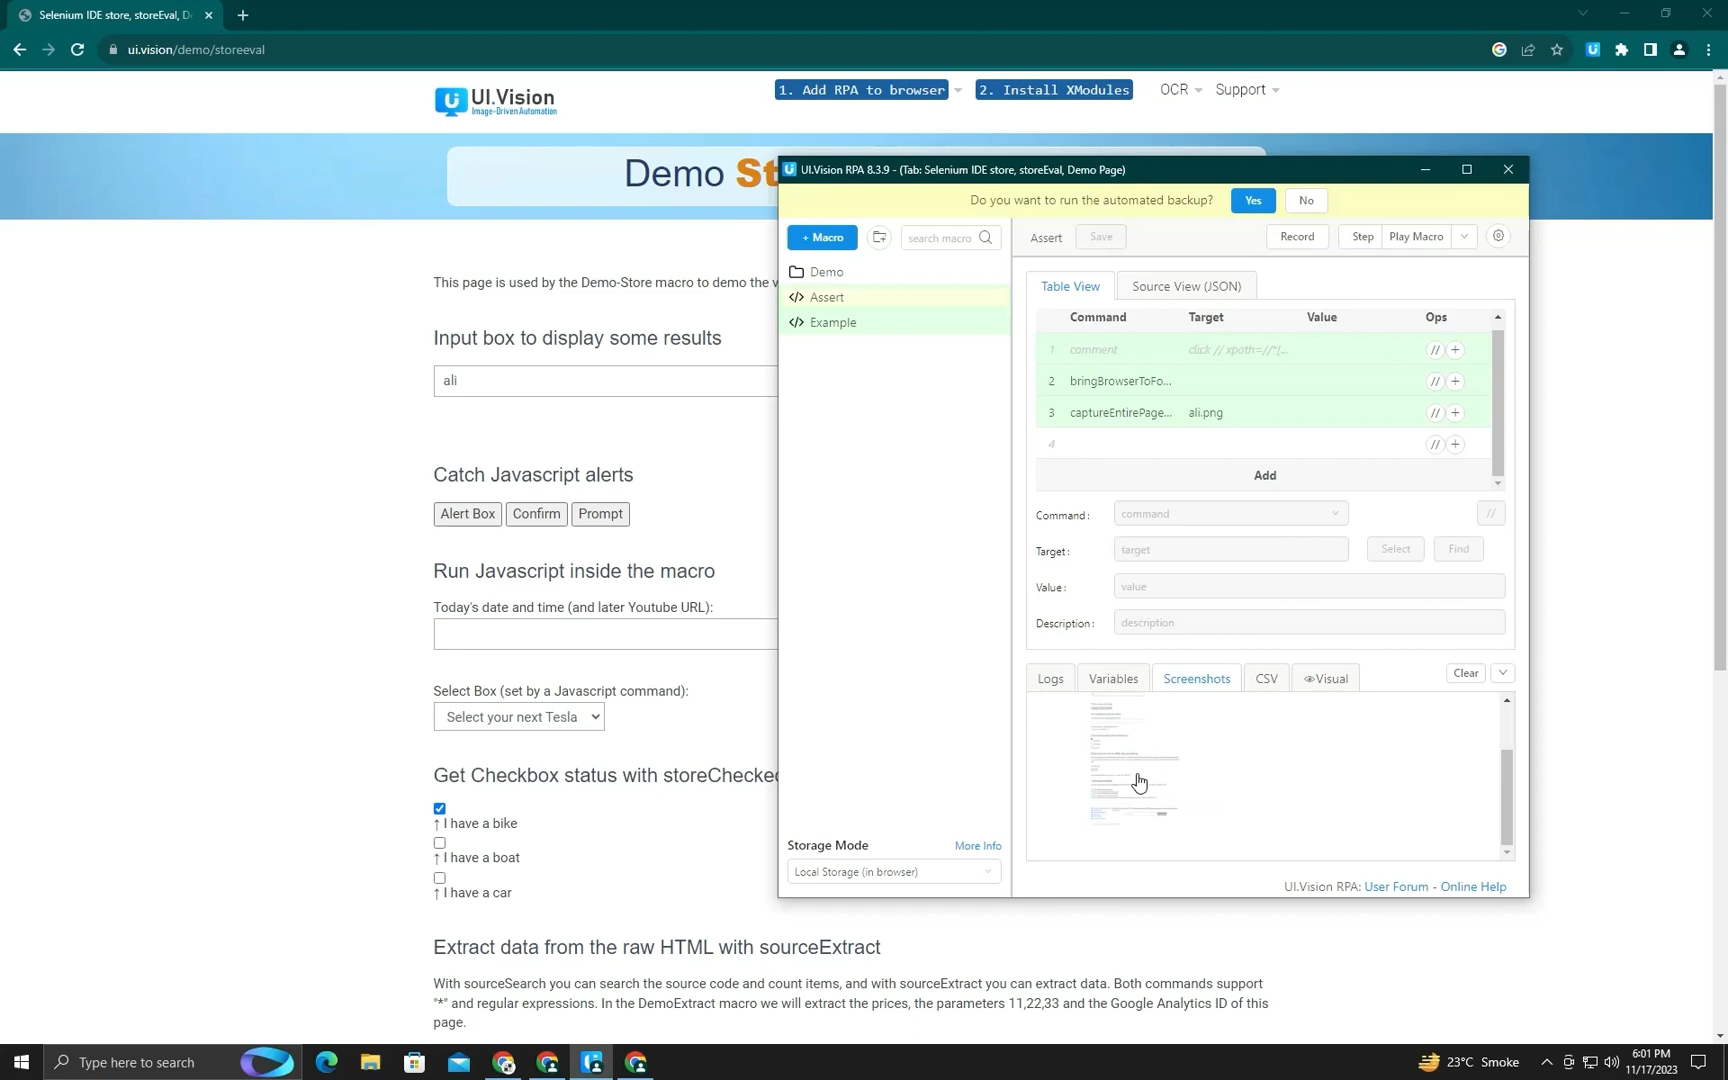 Selenium IDE store, storeEval, D
ui.vision/demo/storeeval
UI.Vision
Image-Driven Automation
1. Add RPA to browser
2. Install XModules
OCR
Support
Demo St
This page is used by the Demo-Store macro to demo the v
Input box to display some results
ali
Catch Javascript alerts
Alert Box
Confirm
Prompt
Run Javascript inside the macro
Today's date and time (and later Youtube URL):
Select Box (set by a Javascript command):
Select your next Tesla
Get Checkbox status with storeChecked
↑ I have a bike
↑ I have a boat
↑ I have a car
Extract data from the raw HTML with sourceExtract
With sourceSearch you can search the source code and count items, and with sourceExtract you can extract data. Both commands support
"*" and regular expressions. In the DemoExtract macro we will extract the prices, the parameters 11,22,33 and the Google Analytics ID of this
page.
UI.Vision RPA 8.3.9 - (Tab: Selenium IDE store, storeEval, Demo Page)
Do you want to run the automated backup?
Yes
No
+ Macro
search macro
Demo
Assert
Example
Storage Mode
More Info
Local Storage (in browser)
Assert
Save
Record
Step
Play Macro
Table View
Source View (JSON)
Command Target Value Ops
1 comment click // xpath=//*[... //
2 bringBrowserToFo... //
3 captureEntirePage... ali.png //
4 //
Add
Command: command //
Target: target Select Find
Value: value
Description: description
Logs
Variables
Screenshots
CSV
Visual
Clear
UI.Vision RPA: User Forum - Online Help
Type here to search
23°C Smoke
6:01 PM
11/17/2023